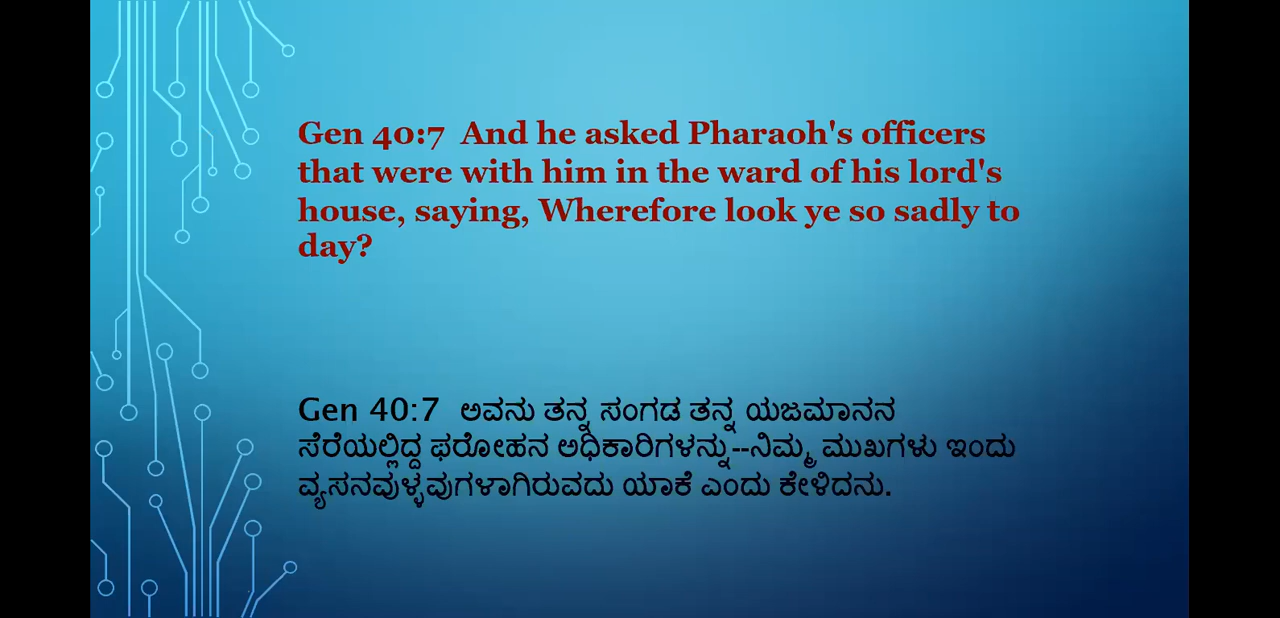 Gen 40:7  And he asked Pharaoh's officers
that were with him in the ward of his lord's
house, saying, Wherefore look ye so sadly to
day?
Gen 40:7  ಅವನು ತನ್ನ ಸಂಗಡ ತನ್ನ ಯಜಮಾನನ
ಸೆರೆಯಲ್ಲಿದ್ದ ಫರೋಹನ ಅಧಿಕಾರಿಗಳನ್ನು--ನಿಮ್ಮ ಮುಖಗಳು ಇಂದು
ವ್ಯಸನವುಳ್ಳವುಗಳಾಗಿರುವದು ಯಾಕೆ ಎಂದು ಕೇಳಿದನು.